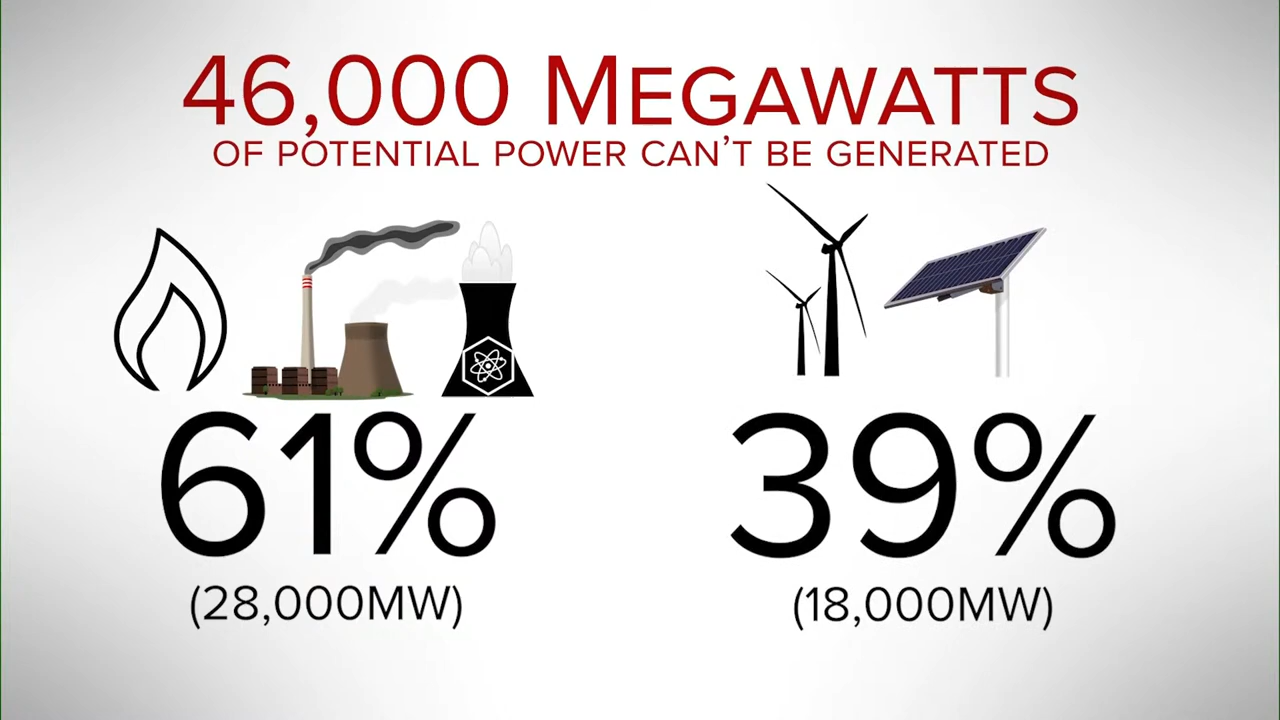 46,000 MEGAWATTS
OF POTENTIAL POWER CAN'T BE GENERATED
61%
39%
(28,000MW)
(18,000MW)